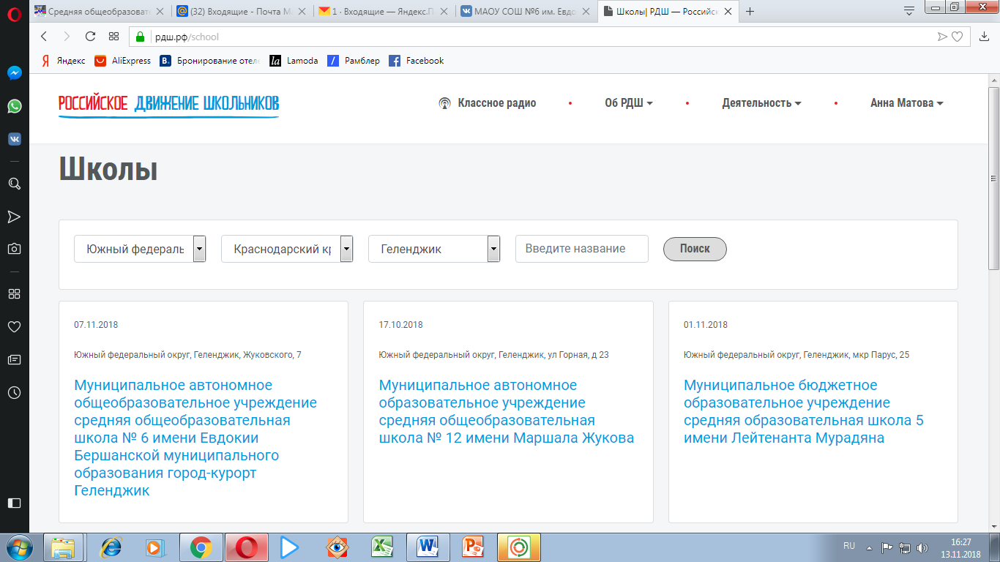 Средняя общеобразоват
(32) Входящие - Почта М
1 · Входящие — Яндекс.П
МАОУ СОШ №6 им. Евдо
Школы| РДШ — Российск
рдш.рф/school
Яндекс
AliExpress
Бронирование отеле
Lamoda
Рамблер
Facebook
РОССИЙСКОЕ ДВИЖЕНИЕ ШКОЛЬНИКОВ
Классное радио
Об РДШ
Деятельность
Анна Матова
Школы
Южный федераль
Краснодарский кр
Геленджик
Введите название
Поиск
07.11.2018
Южный федеральный округ, Геленджик, Жуковского, 7
Муниципальное автономное
общеобразовательное учреждение
средняя общеобразовательная
школа № 6 имени Евдокии
Бершанской муниципального
образования город-курорт
Геленджик
17.10.2018
Южный федеральный округ, Геленджик, ул Горная, д 23
Муниципальное автономное
образовательное учреждение
средняя общеобразовательная
школа № 12 имени Маршала Жукова
01.11.2018
Южный федеральный округ, Геленджик, мкр Парус, 25
Муниципальное бюджетное
образовательное учреждение
средняя образовательная школа 5
имени Лейтенанта Мурадяна
RU
16:27
13.11.2018